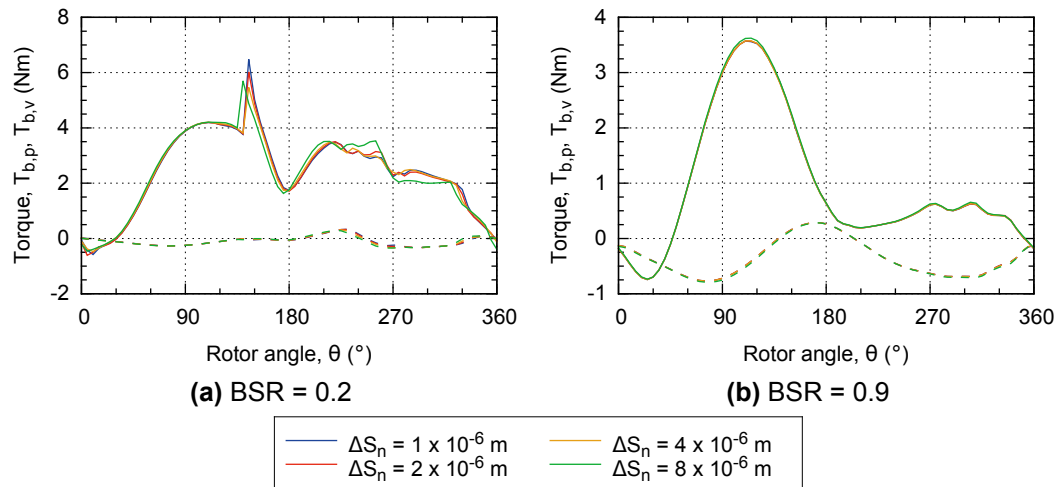 8
6
4
2
0
-2
Torque, T_b,p, T_b,v (Nm)
0 90 180 270 360
Rotor angle, θ (°)
(a) BSR = 0.2
4
3
2
1
0
-1
Torque, T_b,p, T_b,v (Nm)
0 90 180 270 360
Rotor angle, θ (°)
(b) BSR = 0.9
ΔS_n = 1 x 10^-6 m
ΔS_n = 2 x 10^-6 m
ΔS_n = 4 x 10^-6 m
ΔS_n = 8 x 10^-6 m